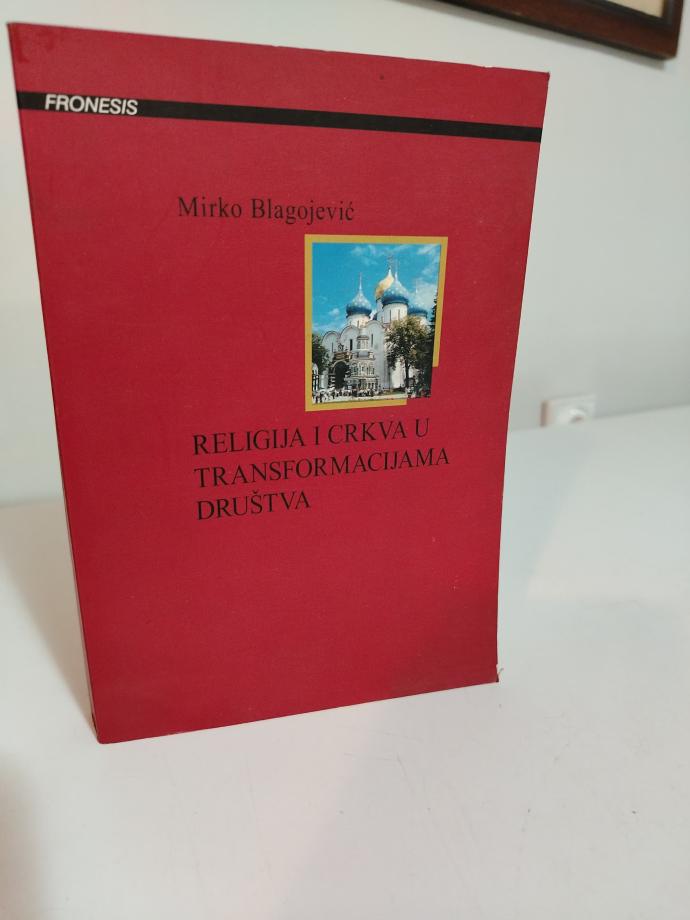 FRONESIS
Mirko Blagojević
RELIGIJA I CRKVA U
TRANSFORMACIJAMA
DRUŠTVA